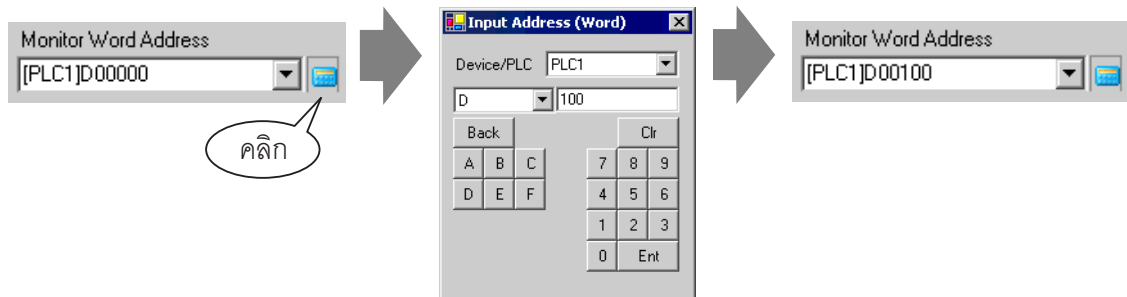 Monitor Word Address
[PLC1]D00000
คลิก
Input Address (Word)
Device/PLC PLC1
D 100
Back Clr
A B C 7 8 9
D E F 4 5 6
1 2 3
0 Ent
Monitor Word Address
[PLC1]D00100